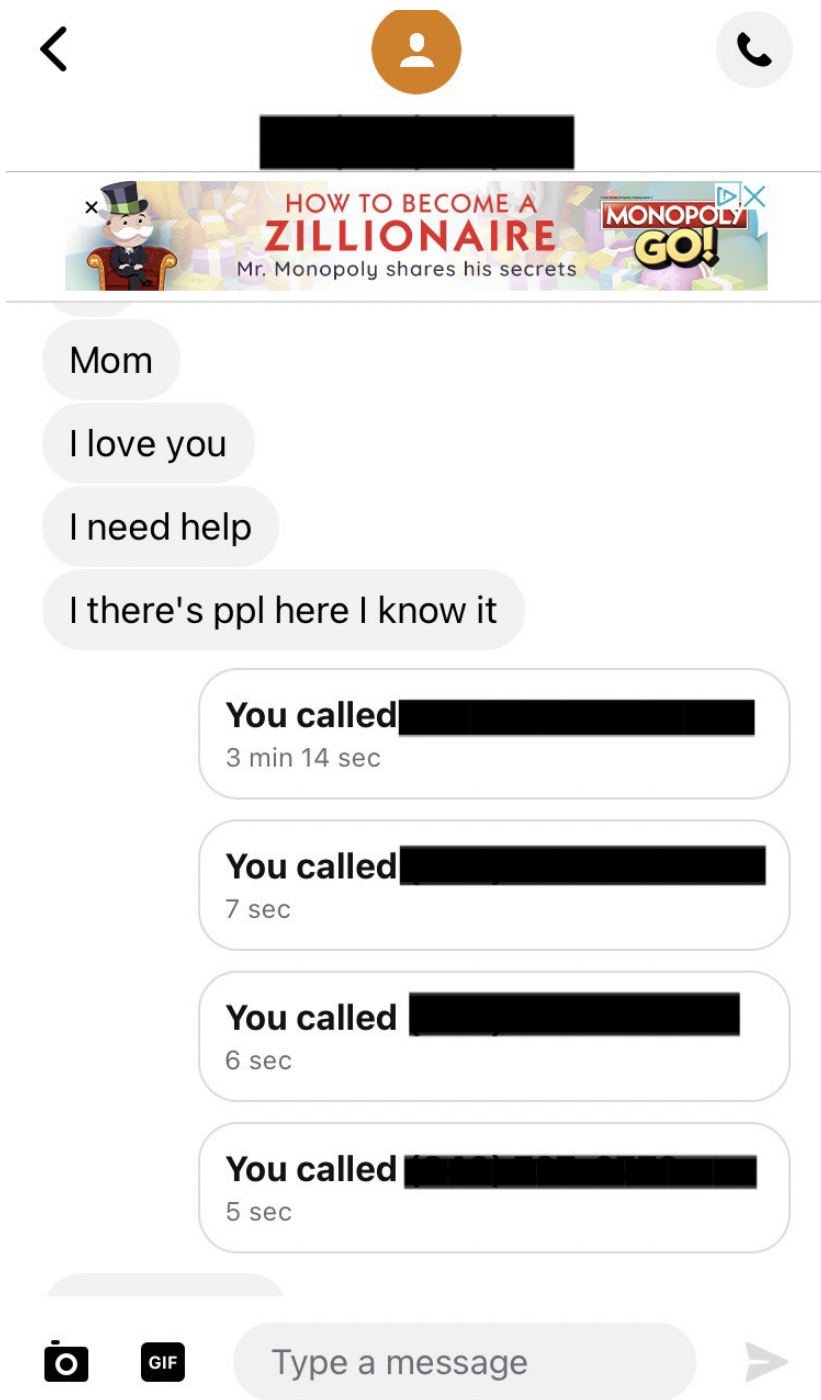 HOW TO BECOME A
ZILLIONAIRE
Mr. Monopoly shares his secrets
MONOPOLY
GO!
Mom
I love you
I need help
I there's ppl here I know it
You called
3 min 14 sec
You called
7 sec
You called
6 sec
You called
5 sec
GIF
Type a message